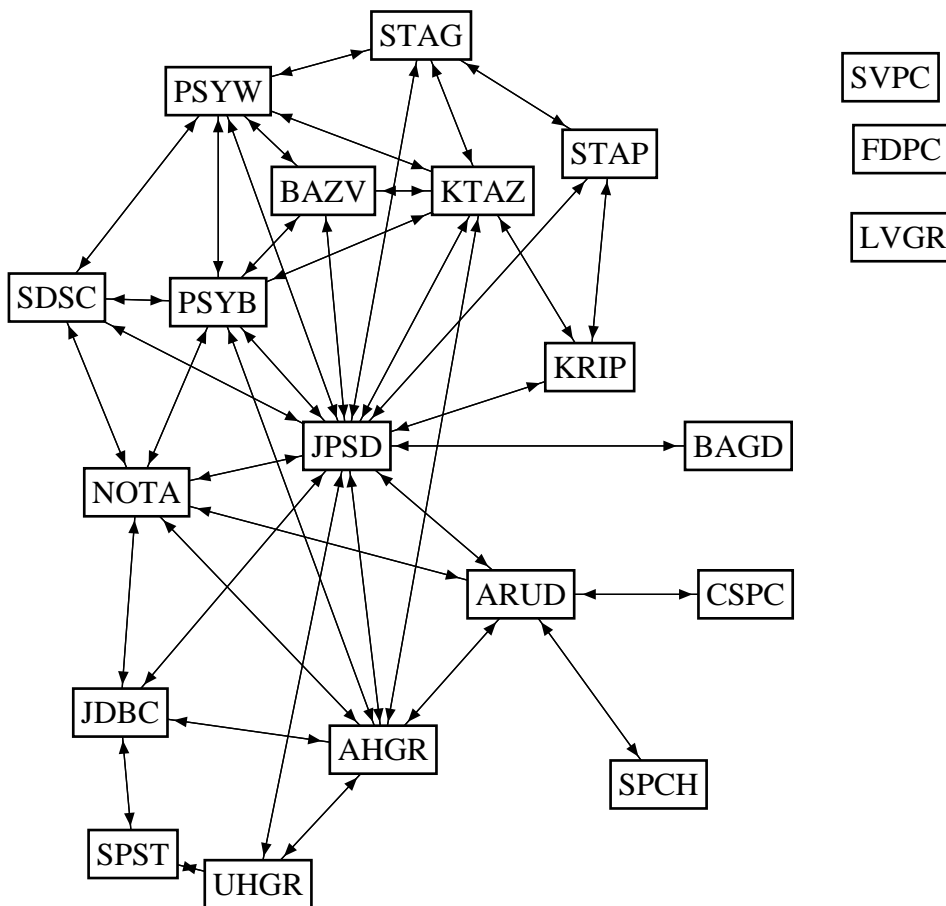 STAG
PSYW
SVPC
STAP
FDPC
BAZV
KTAZ
LVGR
SDSC
PSYB
KRIP
JPSD
BAGD
NOTA
ARUD
CSPC
JDBC
AHGR
SPCH
SPST
UHGR